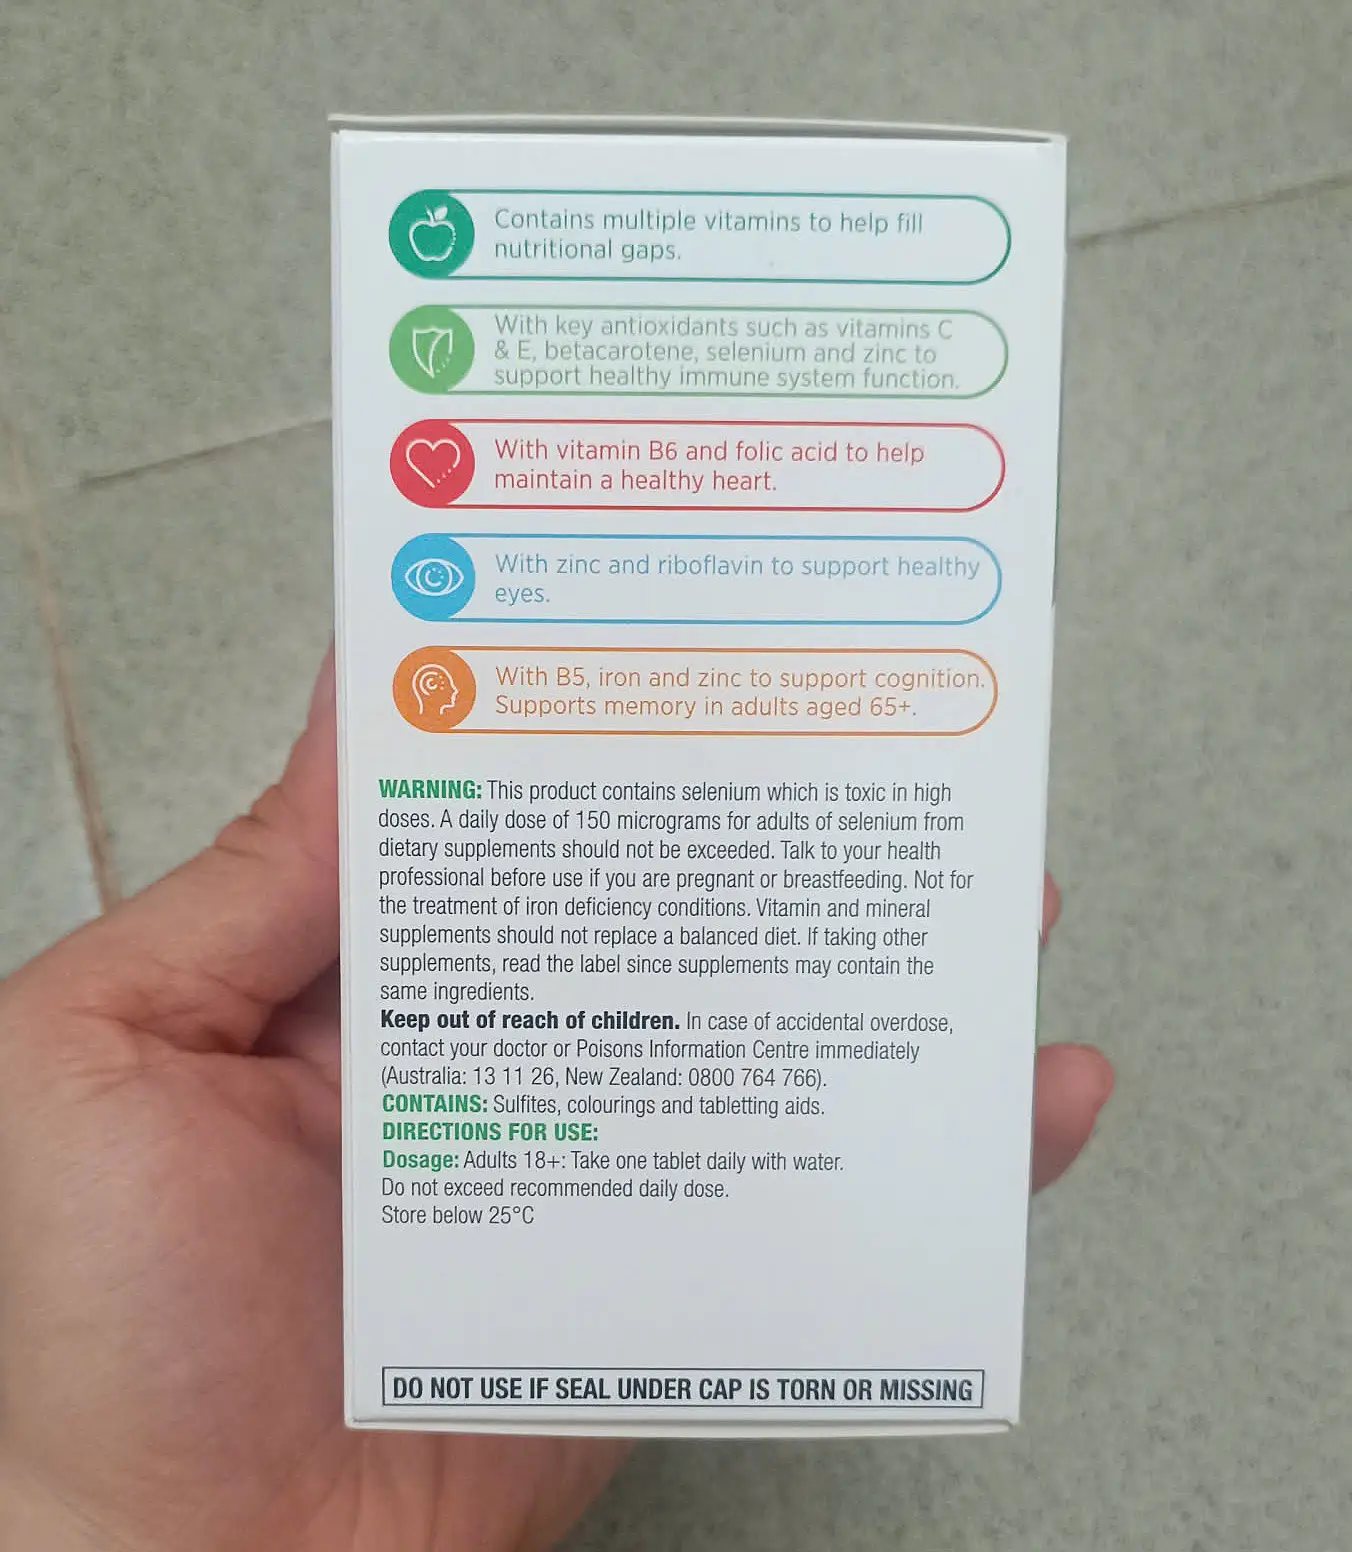 Contains multiple vitamins to help fill
nutritional gaps.
With key antioxidants such as vitamins C
& E, betacarotene, selenium and zinc to
support healthy immune system function.
With vitamin B6 and folic acid to help
maintain a healthy heart.
With zinc and riboflavin to support healthy
eyes.
With B5, iron and zinc to support cognition.
Supports memory in adults aged 65+.
WARNING: This product contains selenium which is toxic in high
doses. A daily dose of 150 micrograms for adults of selenium from
dietary supplements should not be exceeded. Talk to your health
professional before use if you are pregnant or breastfeeding. Not for
the treatment of iron deficiency conditions. Vitamin and mineral
supplements should not replace a balanced diet. If taking other
supplements, read the label since supplements may contain the
same ingredients.
Keep out of reach of children. In case of accidental overdose,
contact your doctor or Poisons Information Centre immediately
(Australia: 13 11 26, New Zealand: 0800 764 766).
CONTAINS: Sulfites, colourings and tabletting aids.
DIRECTIONS FOR USE:
Dosage: Adults 18+: Take one tablet daily with water.
Do not exceed recommended daily dose.
Store below 25°C
DO NOT USE IF SEAL UNDER CAP IS TORN OR MISSING